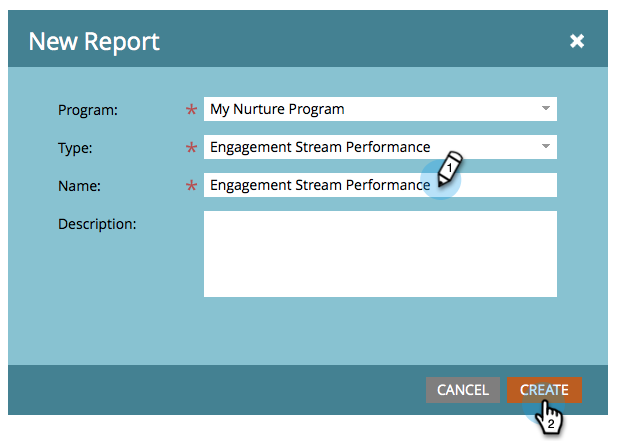 New Report
Program: * My Nurture Program
Type: * Engagement Stream Performance
Name: * Engagement Stream Performance
1
Description:
CANCEL CREATE
2